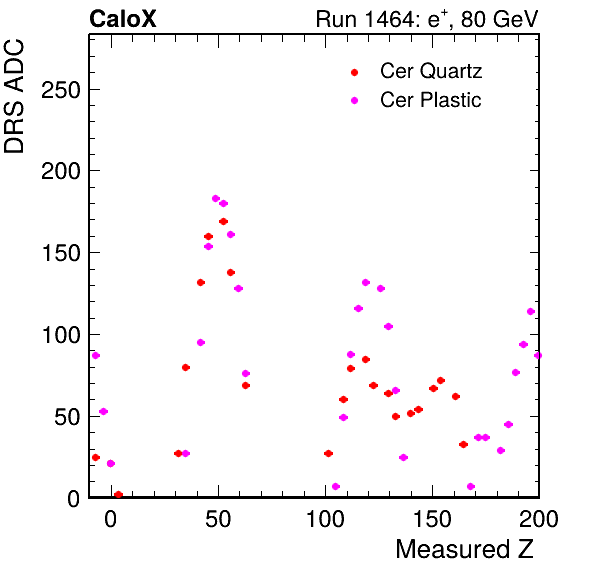 CaloX
Run 1464: e+, 80 GeV
DRS ADC
Cer Quartz
Cer Plastic
250
200
150
100
50
0
0 50 100 150 200
Measured Z